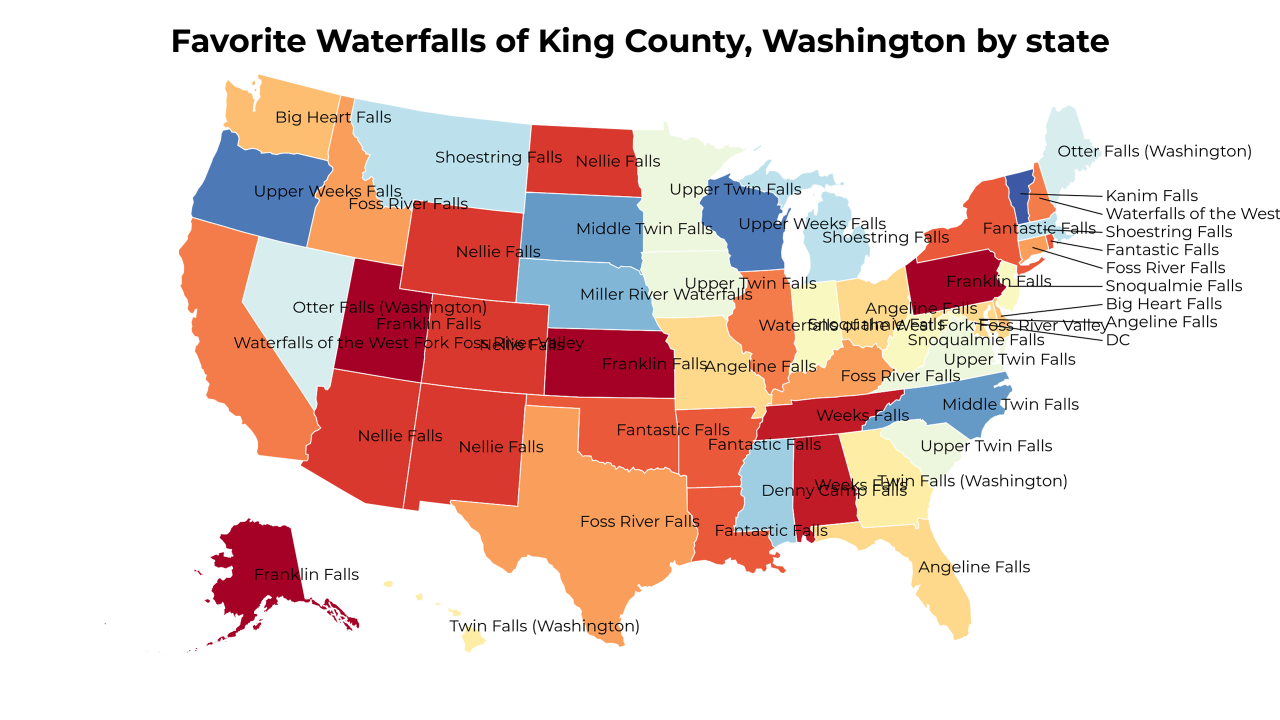 Favorite Waterfalls of King County, Washington by state
Big Heart Falls
Otter Falls (Washington)
Shoestring Falls
Nellie Falls
Upper Weeks Falls
Foss River Falls
Upper Twin Falls
Kanim Falls
Waterfalls of the West
Middle Twin Falls
Upper Weeks Falls
Shoestring Falls
Fantastic Falls
Shoestring Falls
Fantastic Falls
Nellie Falls
Foss River Falls
Franklin Falls
Snoqualmie Falls
Miller River Waterfalls
Upper Twin Falls
Otter Falls (Washington)
Big Heart Falls
Angeline Falls
Franklin Falls
Angeline Falls
Waterfalls of the West Fork Foss River Valley
Snoqualmie Falls
DC
Waterfalls of the West Fork Foss River Valley
Nellie Falls
Snoqualmie Falls
Franklin Falls
Angeline Falls
Upper Twin Falls
Foss River Falls
Weeks Falls
Middle Twin Falls
Nellie Falls
Nellie Falls
Fantastic Falls
Fantastic Falls
Upper Twin Falls
Denny Camp Falls
Weeks Falls
Twin Falls (Washington)
Foss River Falls
Fantastic Falls
Angeline Falls
Franklin Falls
Twin Falls (Washington)